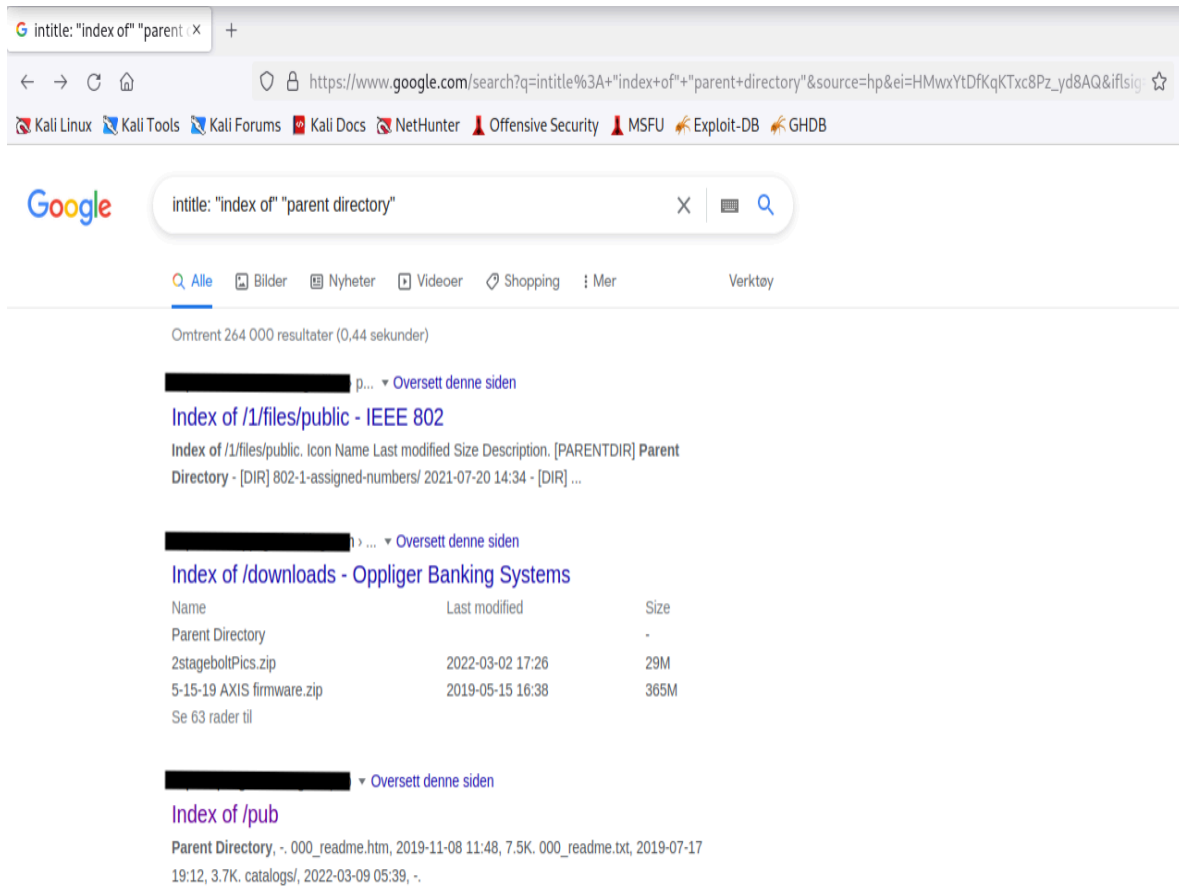 intitle: "index of" "parent
https://www.google.com/search?q=intitle%3A+"index+of"+"parent+directory"&source=hp&ei=HMwxYtDfKqKTxc8Pz_yd8AQ&iflsig
Kali Linux Kali Tools Kali Forums Kali Docs NetHunter Offensive Security MSFU Exploit-DB GHDB
Google intitle: "index of" "parent directory"
Alle Bilder Nyheter Videoer Shopping Mer Verktøy
Omtrent 264 000 resultater (0,44 sekunder)
p... Oversett denne siden
Index of /1/files/public - IEEE 802
Index of /1/files/public. Icon Name Last modified Size Description. [PARENTDIR] Parent
Directory - [DIR] 802-1-assigned-numbers/ 2021-07-20 14:34 - [DIR] ...
› ... Oversett denne siden
Index of /downloads - Oppliger Banking Systems
Name Last modified Size
Parent Directory -
2stageboltPics.zip 2022-03-02 17:26 29M
5-15-19 AXIS firmware.zip 2019-05-15 16:38 365M
Se 63 rader til
Oversett denne siden
Index of /pub
Parent Directory, -. 000_readme.htm, 2019-11-08 11:48, 7.5K. 000_readme.txt, 2019-07-17
19:12, 3.7K. catalogs/, 2022-03-09 05:39, -.